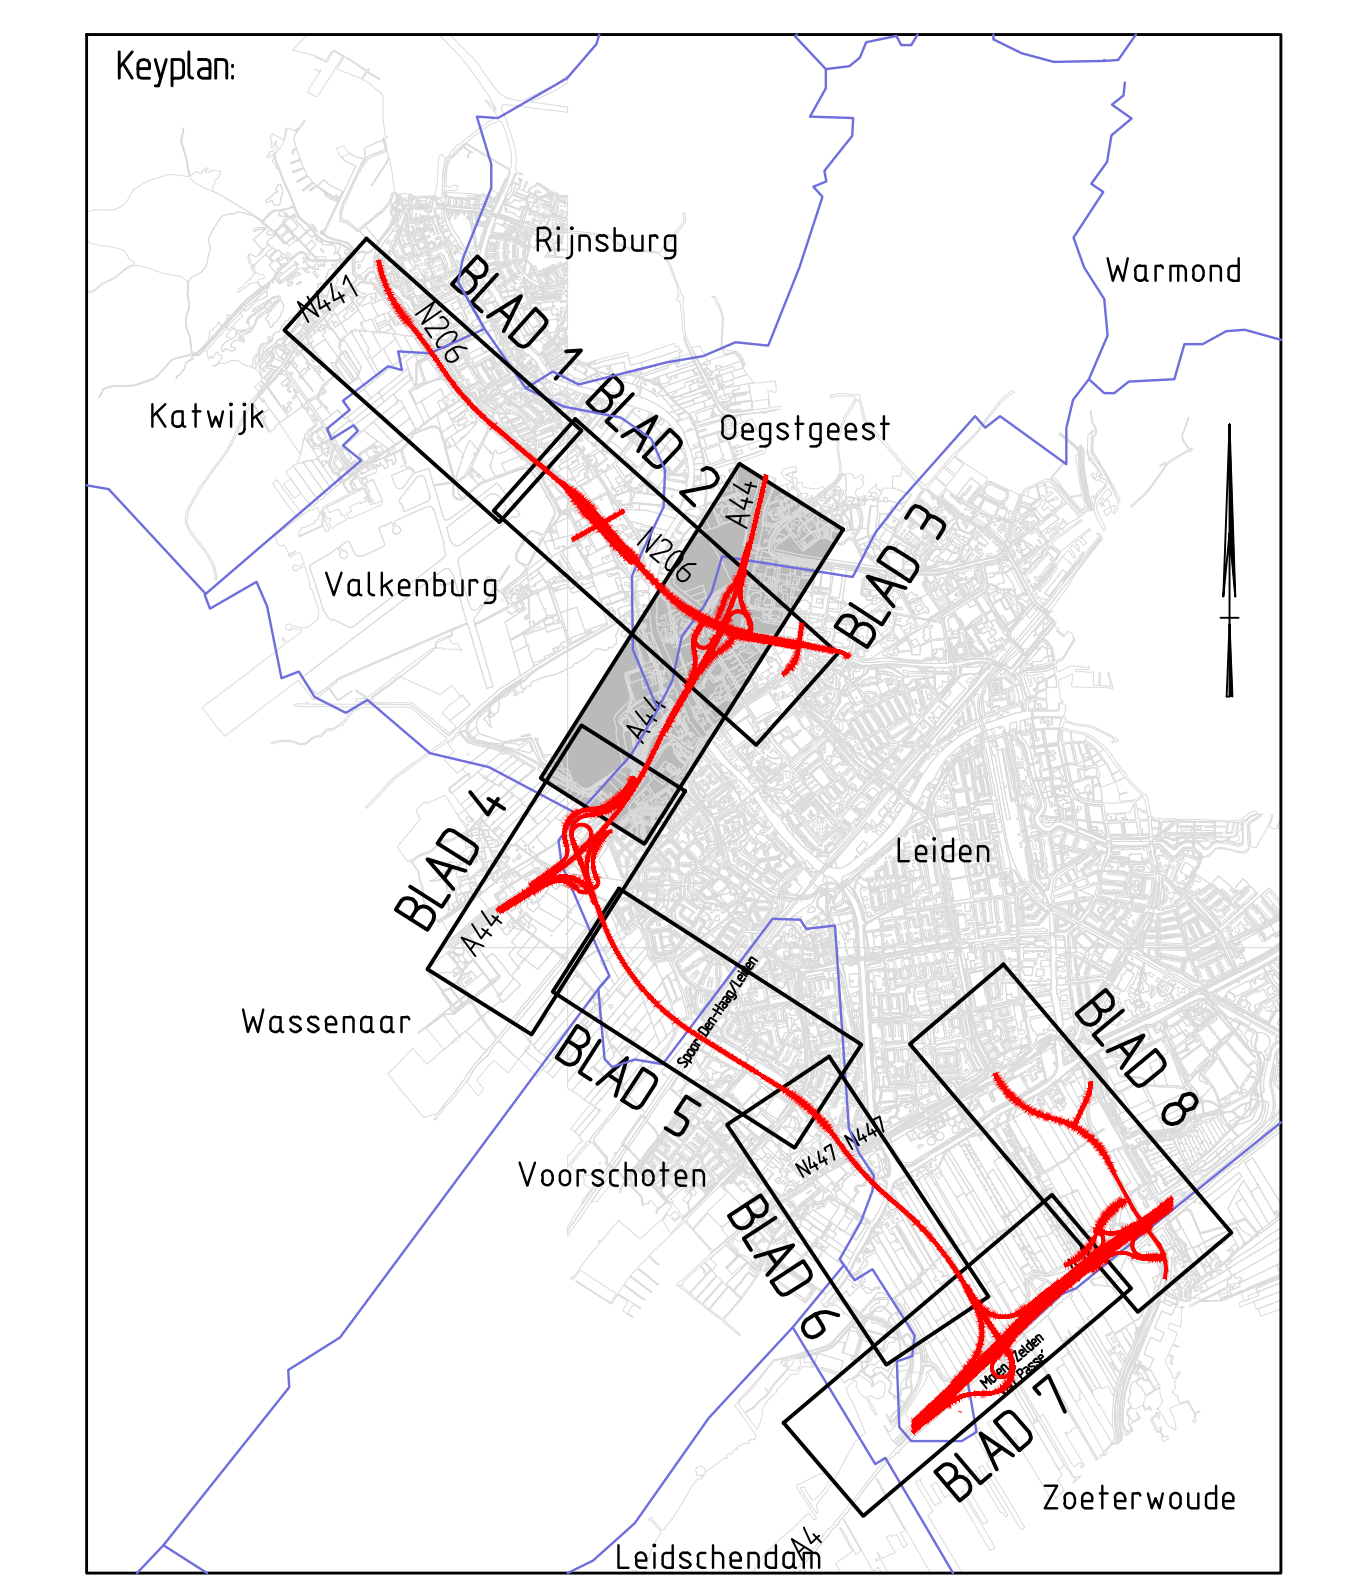 Keyplan:
Rijnsburg
Warmond
BLAD 1
N441
N206
Katwijk
BLAD 2
Oegstgeest
A44
BLAD 3
N206
Valkenburg
A44
BLAD 4
Leiden
A44
Wassenaar
Spoor Den-Haag/Leiden
BLAD 5
BLAD 8
N447 N447
Voorschoten
BLAD 6
BLAD 7
Zoeterwoude
A4
Leidschendam